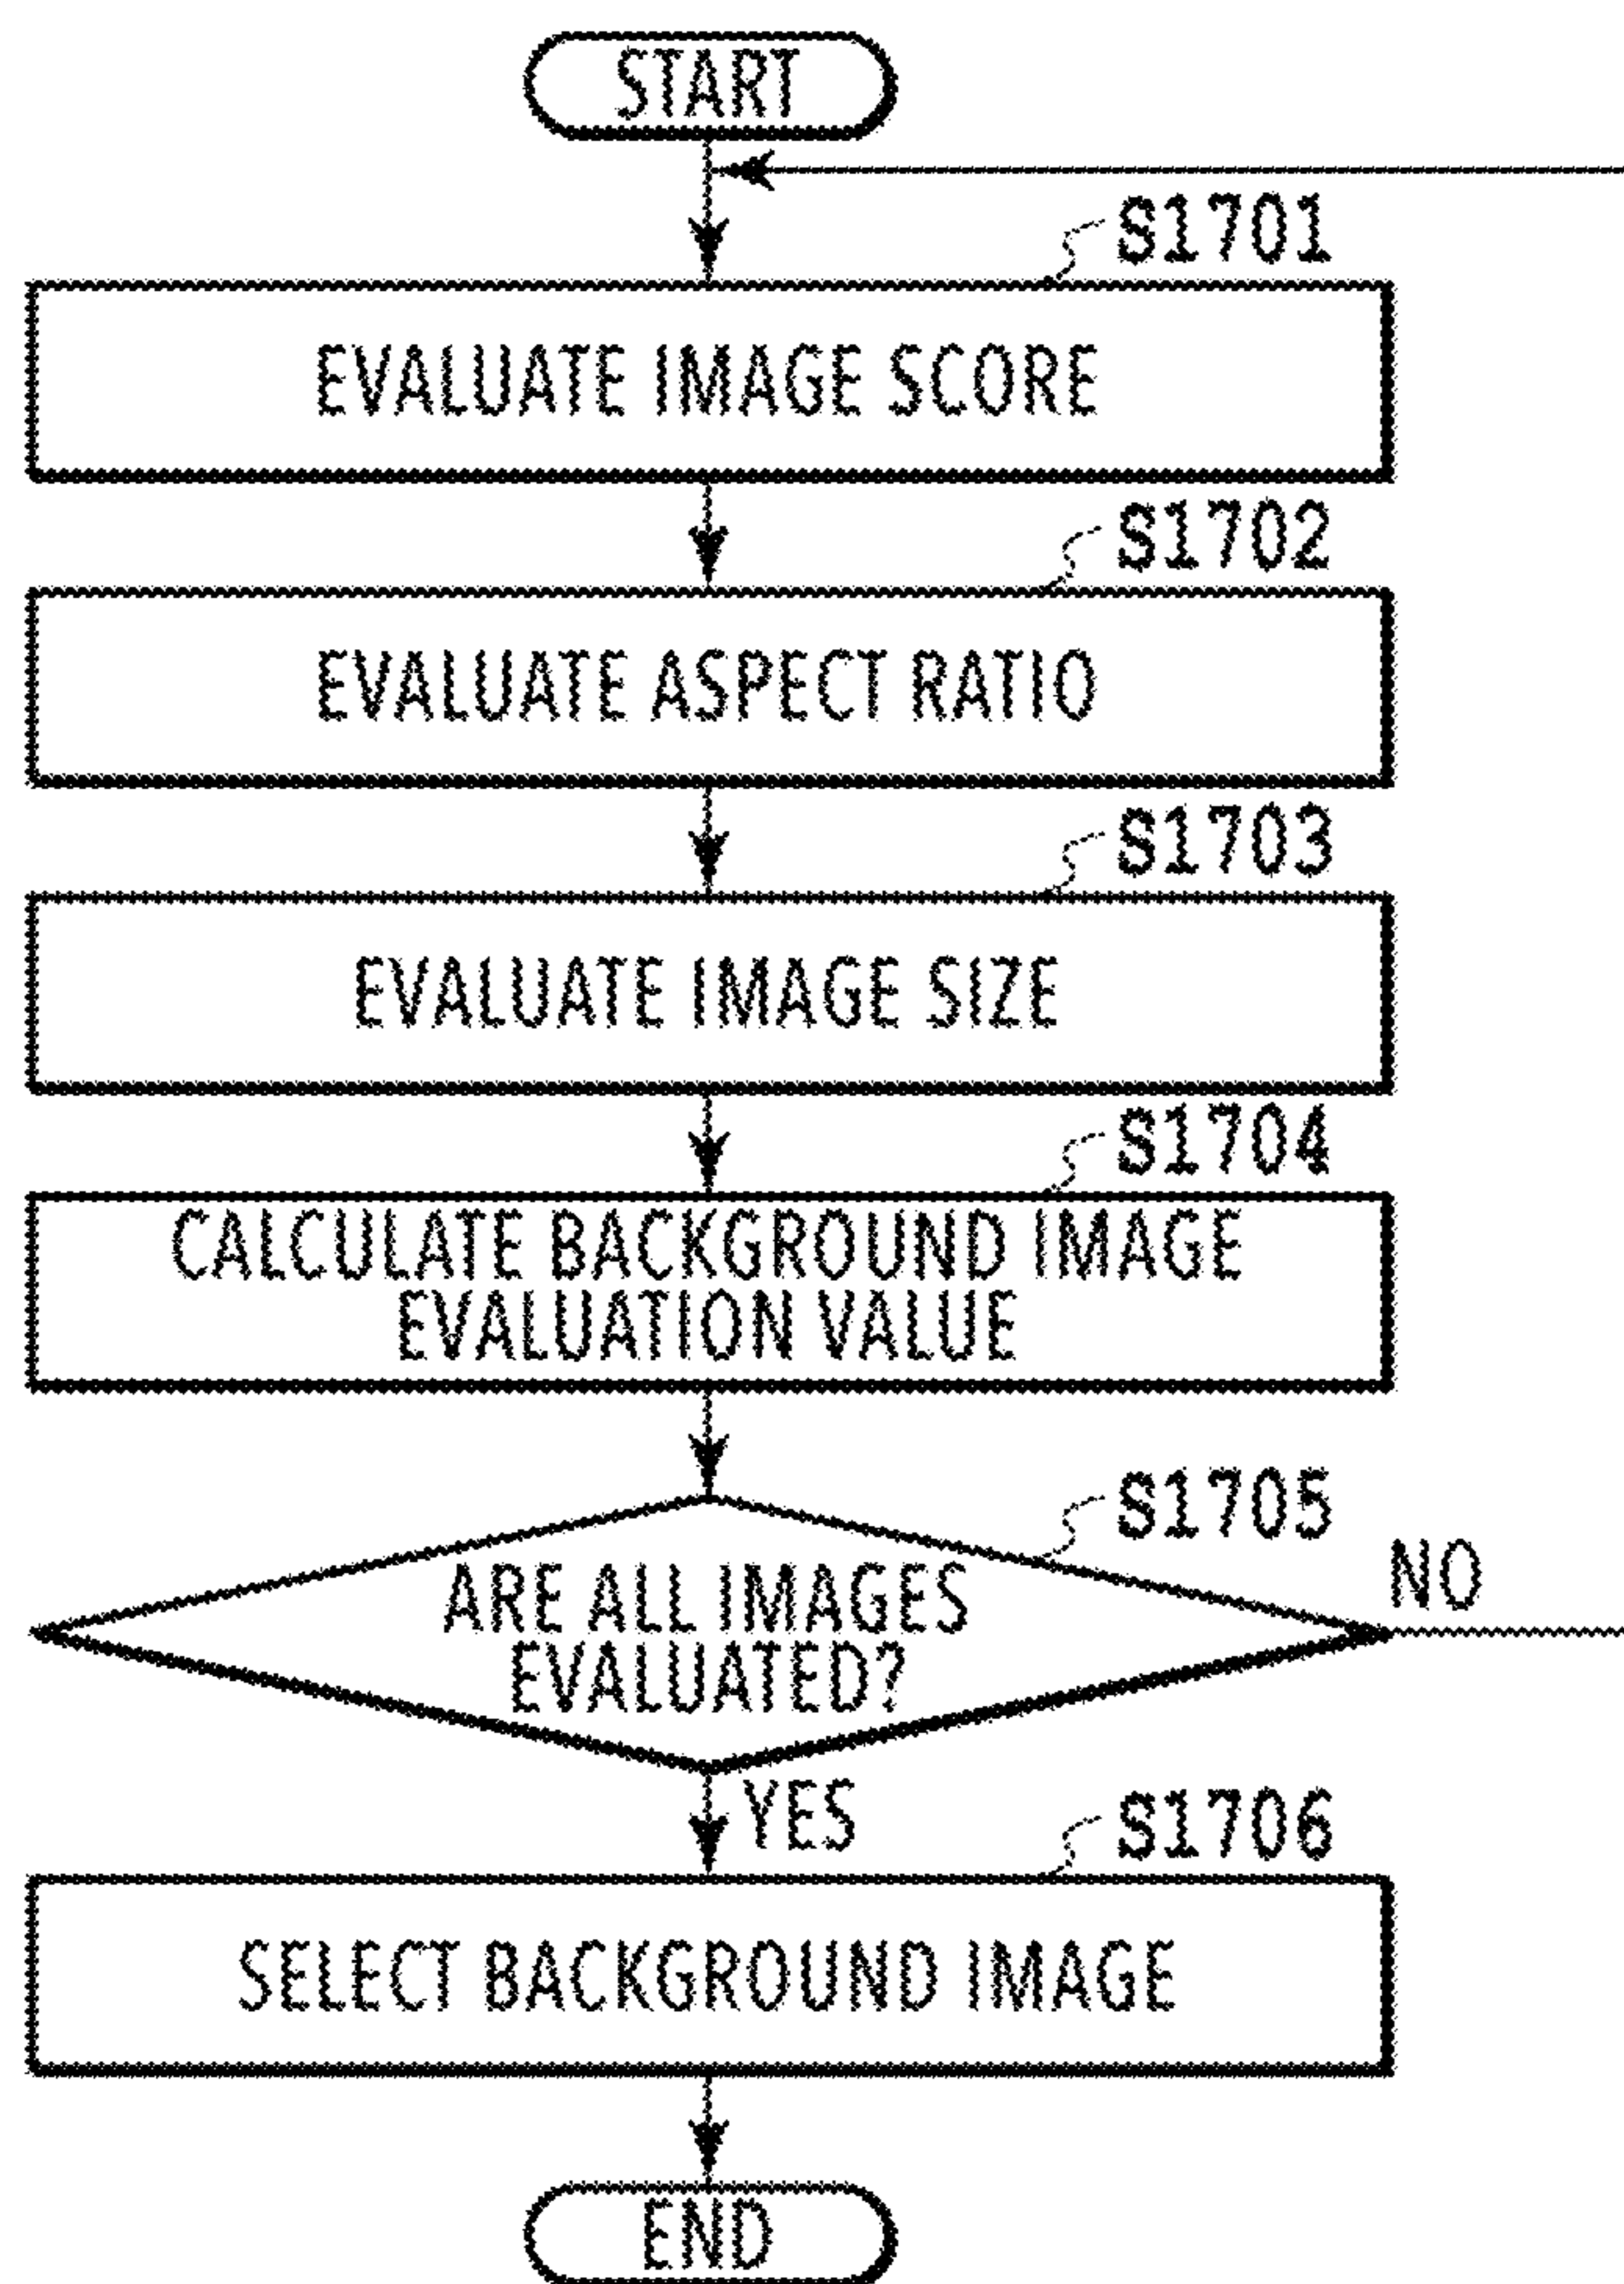 START
S1701
EVALUATE IMAGE SCORE
S1702
EVALUATE ASPECT RATIO
S1703
EVALUATE IMAGE SIZE
S1704
CALCULATE BACKGROUND IMAGE
EVALUATION VALUE
S1705
ARE ALL IMAGES
EVALUATED?
NO
YES
S1706
SELECT BACKGROUND IMAGE
END